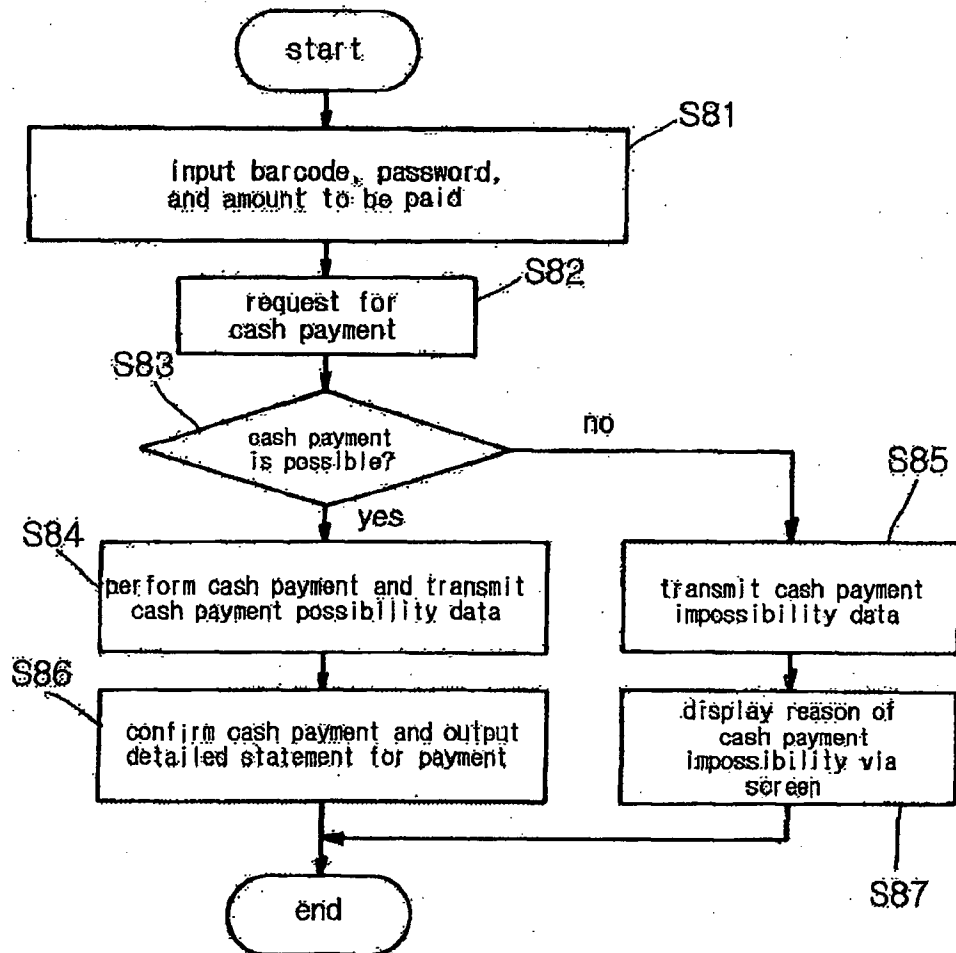 start
S81
input barcode, password,
and amount to be paid
S82
request for
cash payment
S83
cash payment
is possible?
no
yes
S84
perform cash payment and transmit
cash payment possibility data
S85
transmit cash payment
impossibility data
S86
confirm cash payment and output
detailed statement for payment
display reason of
cash payment
impossibility via
screen
S87
end